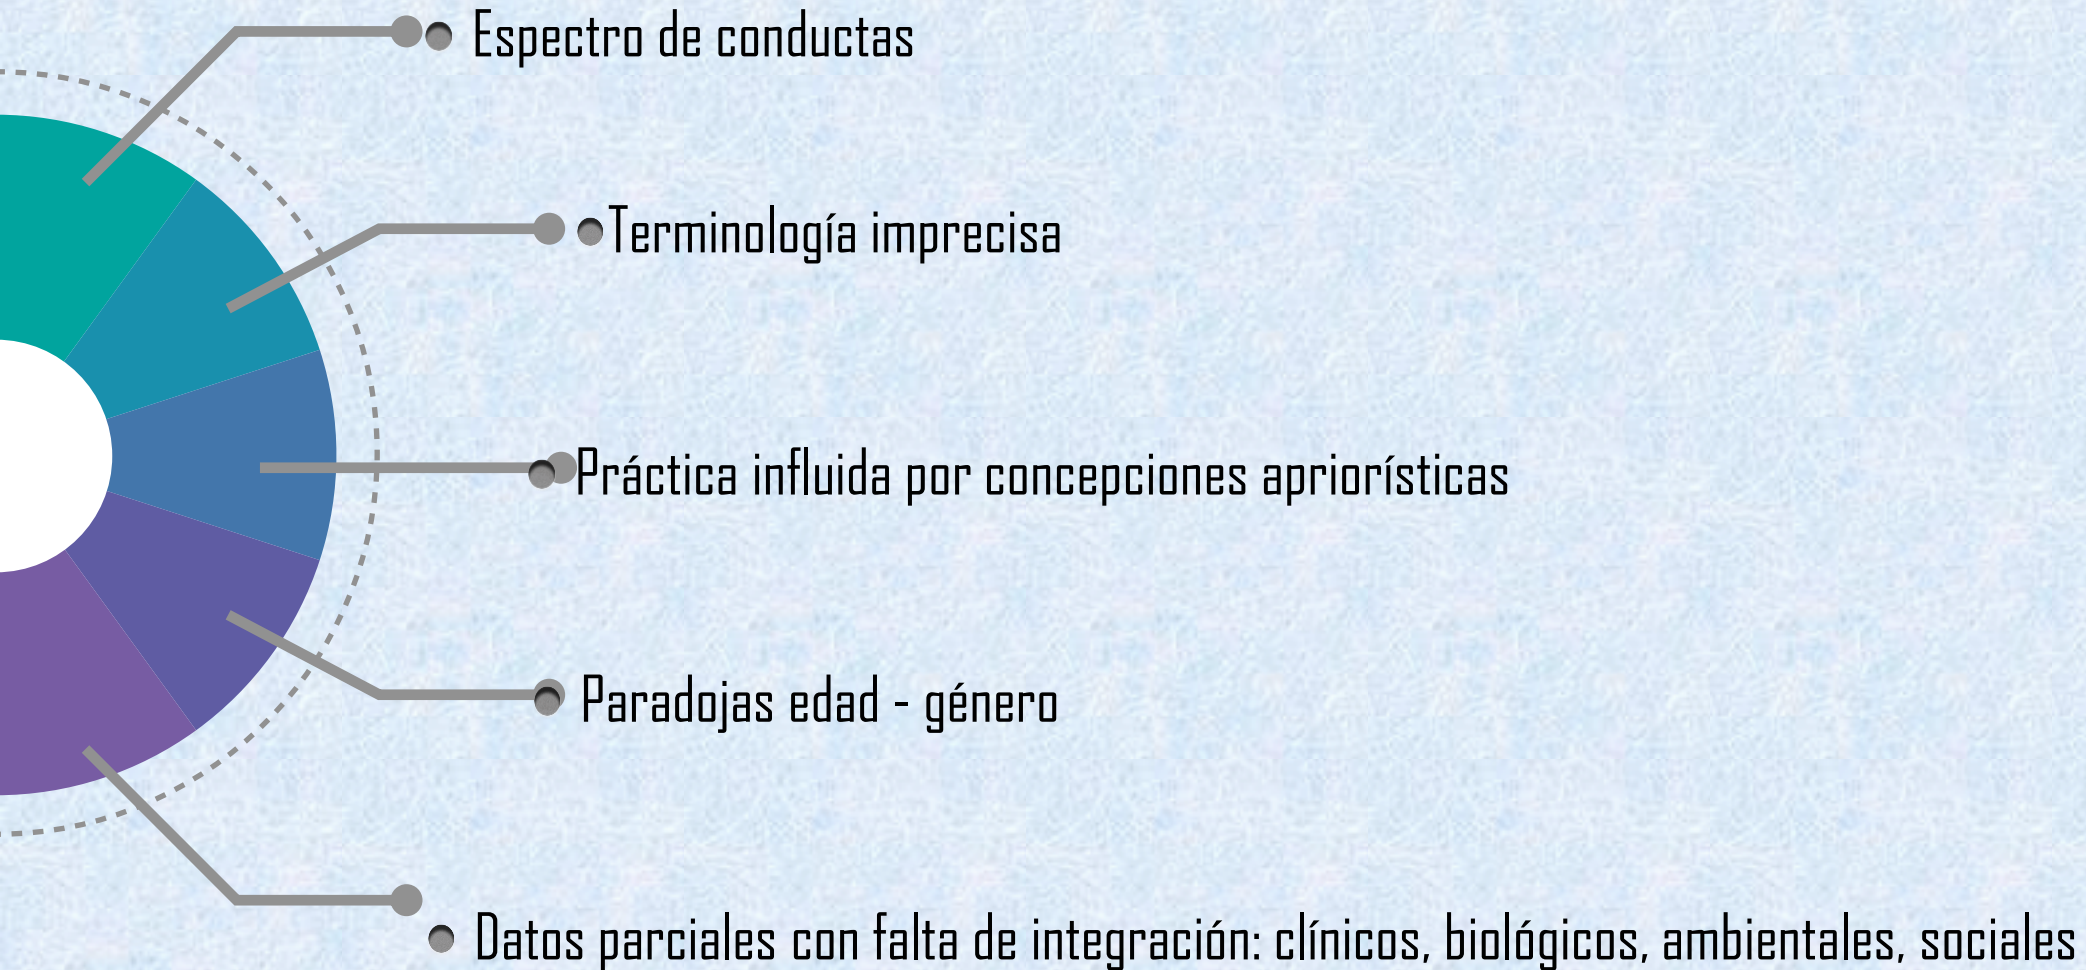 Espectro de conductas
Terminología imprecisa
Práctica influida por concepciones apriorísticas
Paradojas edad - género
Datos parciales con falta de integración: clínicos, biológicos, ambientales, sociales